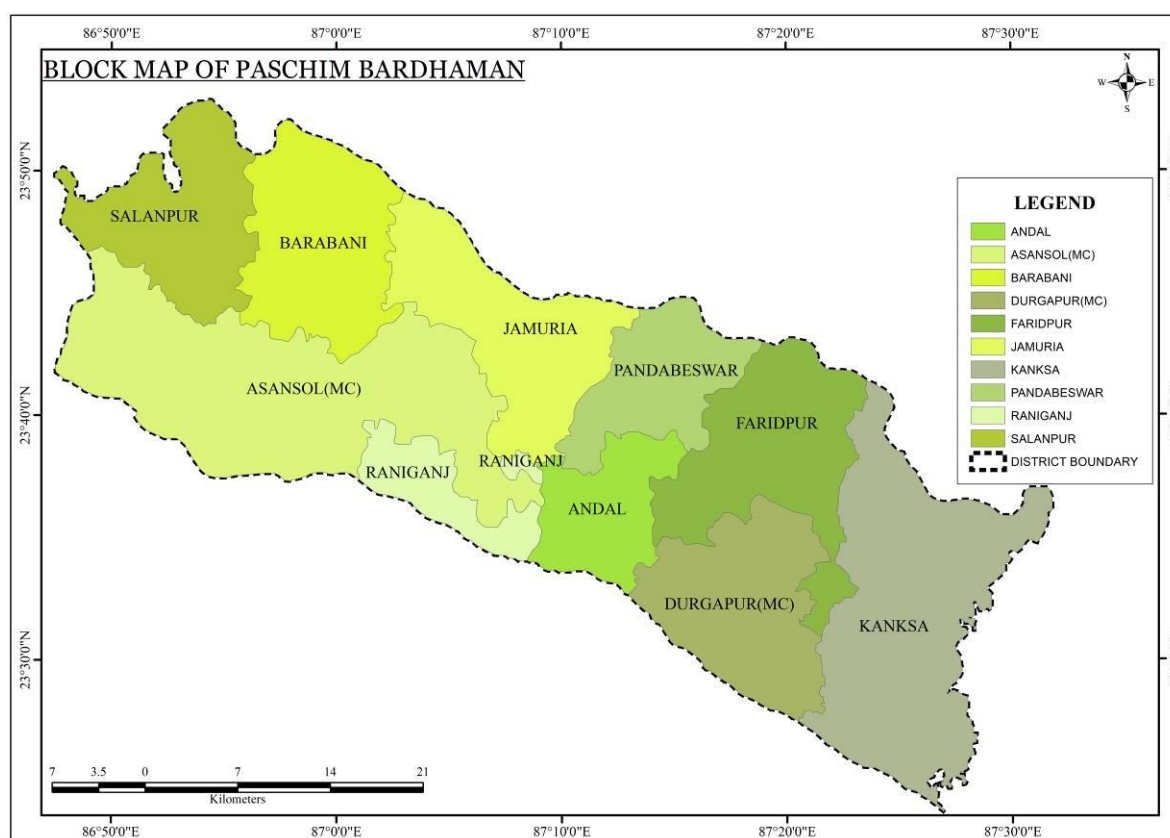 86°50'0"E 87°0'0"E 87°10'0"E 87°20'0"E 87°30'0"E
BLOCK MAP OF PASCHIM BARDHAMAN
N
W E
S
23°50'0"N
23°40'0"N
23°30'0"N
SALANPUR
BARABANI
JAMURIA
ASANSOL(MC)
PANDABESWAR
FARIDPUR
RANIGANJ
RANIGANJ
ANDAL
DURGAPUR(MC)
KANKSA
LEGEND
ANDAL
ASANSOL(MC)
BARABANI
DURGAPUR(MC)
FARIDPUR
JAMURIA
KANKSA
PANDABESWAR
RANIGANJ
SALANPUR
DISTRICT BOUNDARY
7 3.5 0 7 14 21
Kilometers
86°50'0"E 87°0'0"E 87°10'0"E 87°20'0"E 87°30'0"E